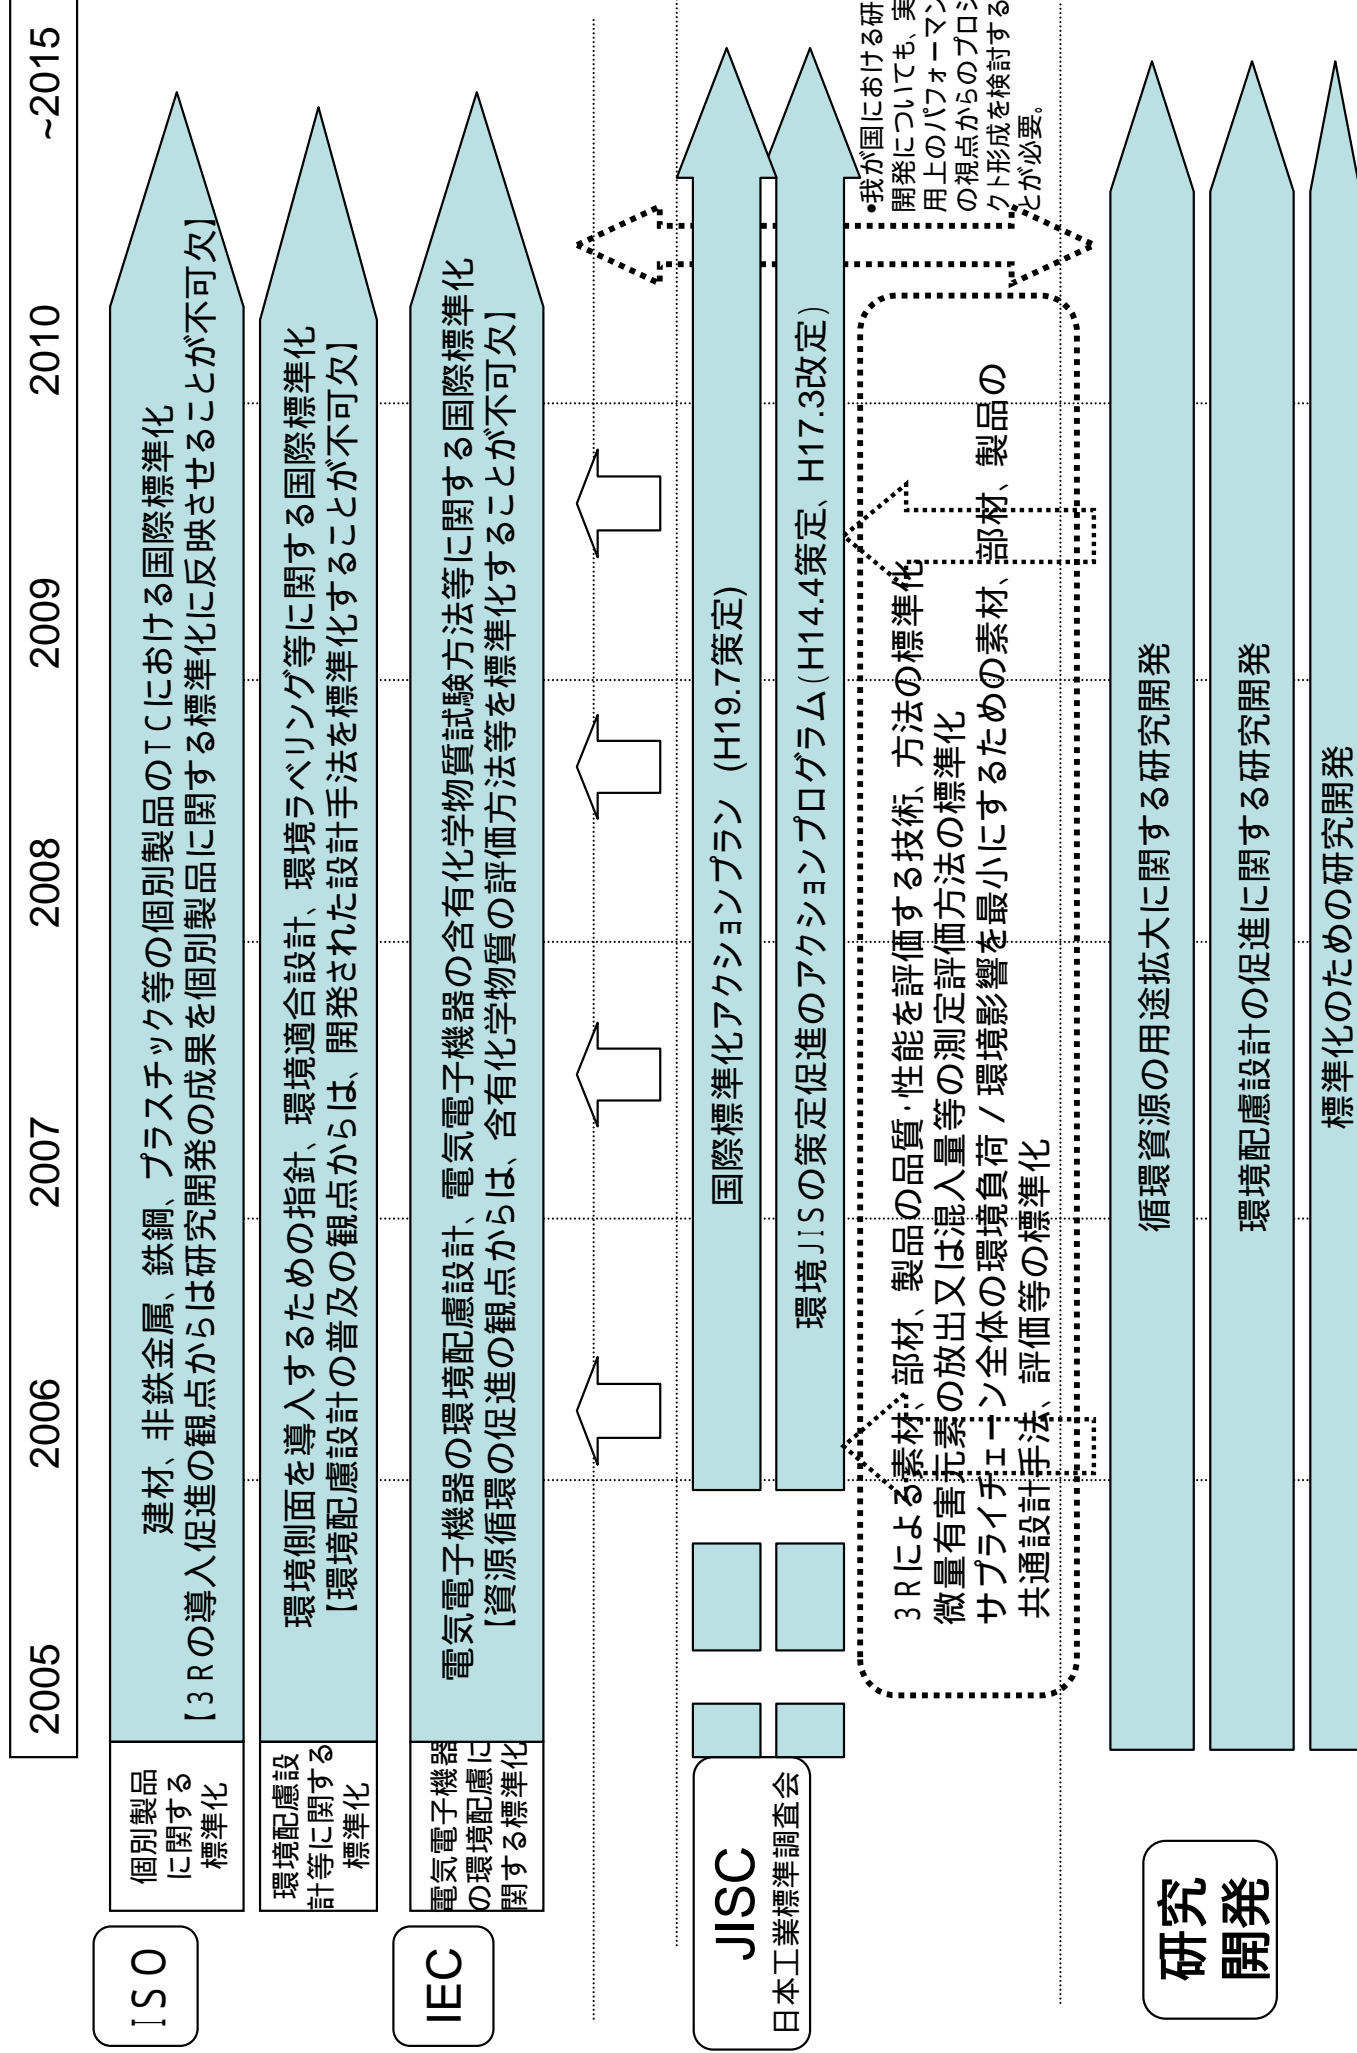 2005 2006 2007 2008 2009 2010 ~2015
ISO
個別製品
に関する
標準化
建材、非鉄金属、鉄鋼、プラスチック等の個別製品のTCにおける国際標準化
【3Rの導入促進の観点からは研究開発の成果を個別製品に関する標準化に反映させることが不可欠】
環境配慮設
計等に関する
標準化
環境側面を導入するための指針、環境適合設計、環境ラベリング等に関する国際標準化
【環境配慮設計の普及の観点からは、開発された設計手法を標準化することが不可欠】
IEC
電気電子機器
の環境配慮に
関する標準化
電気電子機器の環境配慮設計、電気電子機器の含有化学物質試験方法等に関する国際標準化
【資源循環の促進の観点からは、含有化学物質の評価方法等を標準化することが不可欠】
JISC
日本工業標準調査会
国際標準化アクションプラン (H19.7策定)
環境JISの策定促進のアクションプログラム(H14.4策定、H17.3改定)
3Rによる素材、部材、製品の品質・性能を評価する技術、方法の標準化
微量有害元素の放出又は混入量等の測定評価方法の標準化
サプライチェーン全体の環境負荷/環境影響を最小にするための素材、部材、製品の
共通設計手法、評価等の標準化
•我が国における研
開発についても、実
用上のパフォーマン
の視点からのプロジ
クト形成を検討する
とが必要。
研究
開発
循環資源の用途拡大に関する研究開発
環境配慮設計の促進に関する研究開発
標準化のための研究開発